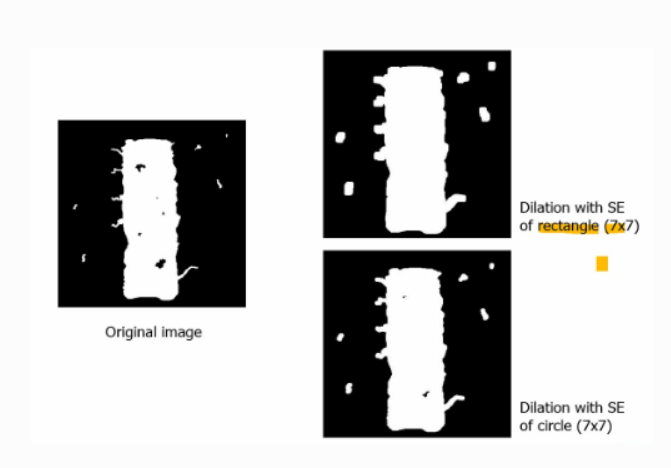 Dilation with SE
of rectangle (7x7)
Original image
Dilation with SE
of circle (7x7)